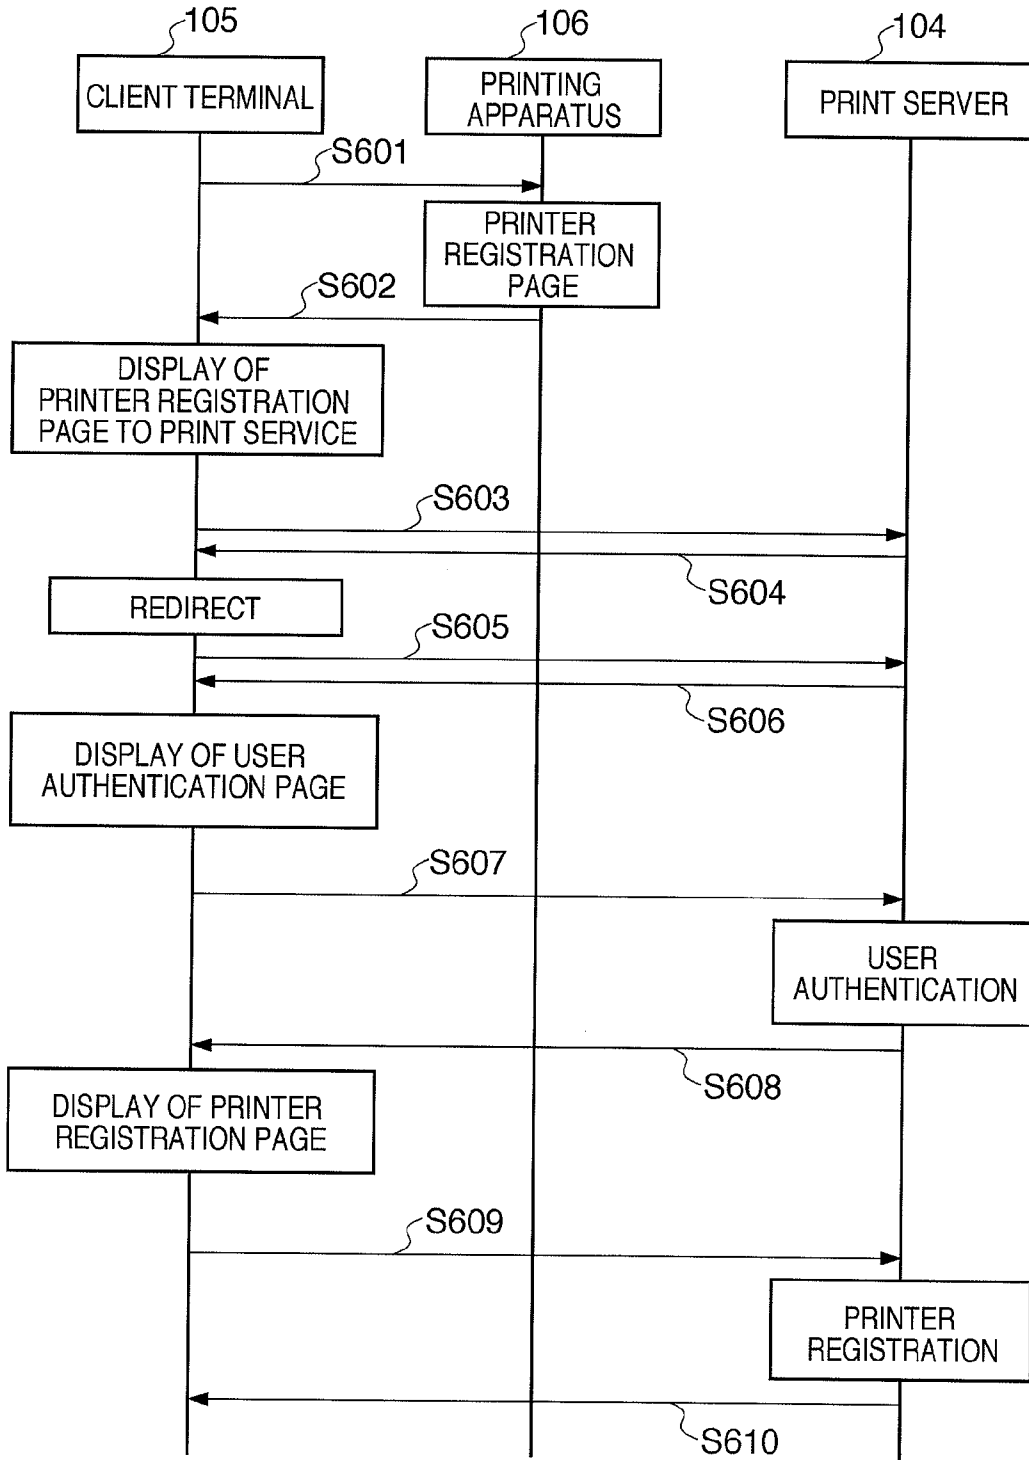 105
106
104
CLIENT TERMINAL
PRINTING
APPARATUS
PRINT SERVER
S601
PRINTER
REGISTRATION
PAGE
S602
DISPLAY OF
PRINTER REGISTRATION
PAGE TO PRINT SERVICE
S603
S604
REDIRECT
S605
S606
DISPLAY OF USER
AUTHENTICATION PAGE
S607
USER
AUTHENTICATION
S608
DISPLAY OF PRINTER
REGISTRATION PAGE
S609
PRINTER
REGISTRATION
S610